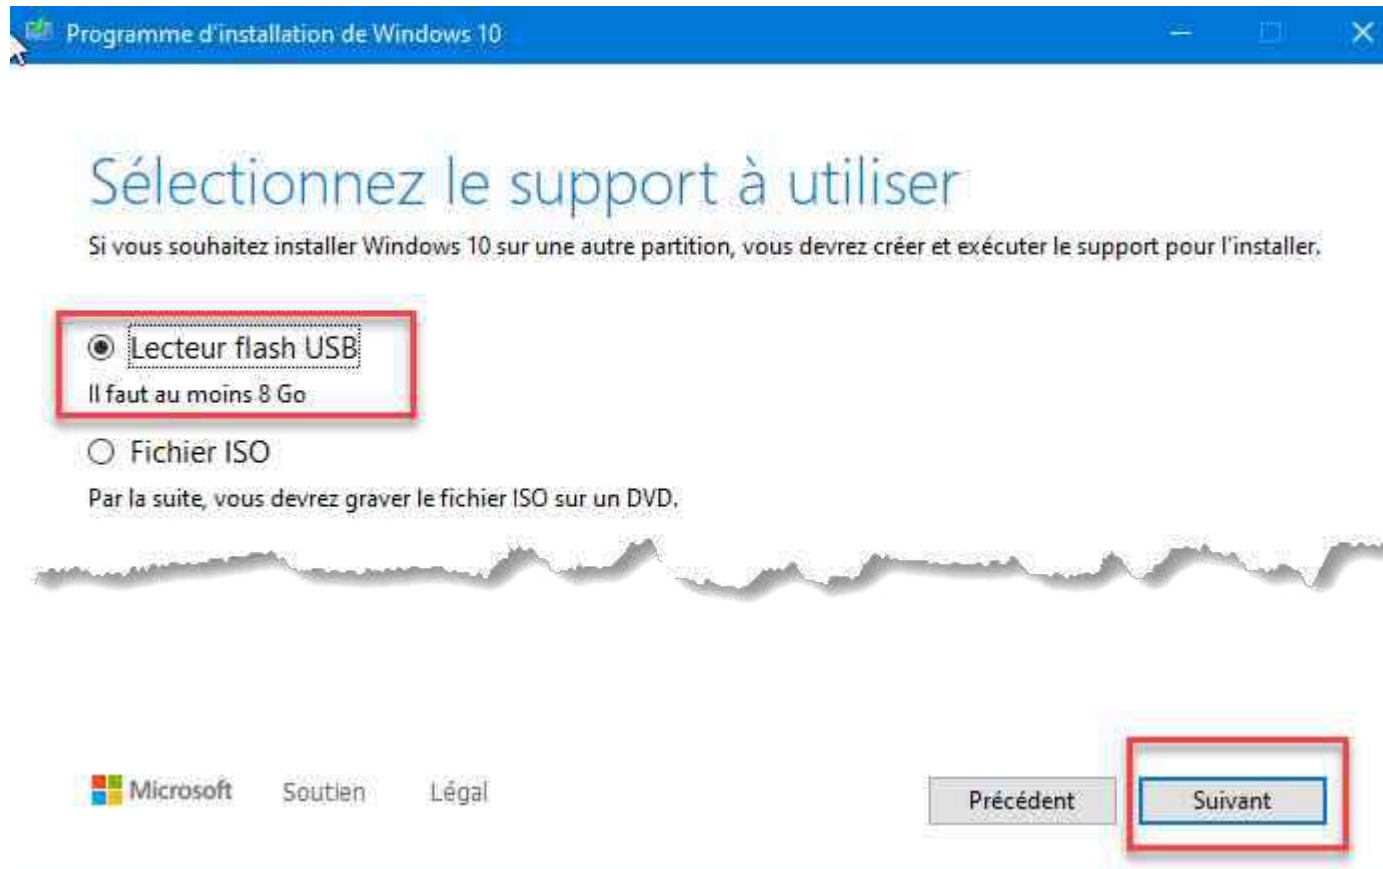 Programme d'installation de Windows 10
Sélectionnez le support à utiliser
Si vous souhaitez installer Windows 10 sur une autre partition, vous devrez créer et exécuter le support pour l'installer.
Lecteur flash USB
Il faut au moins 8 Go
Fichier ISO
Par la suite, vous devrez graver le fichier ISO sur un DVD.
Microsoft Soutien Légal Précédent Suivant